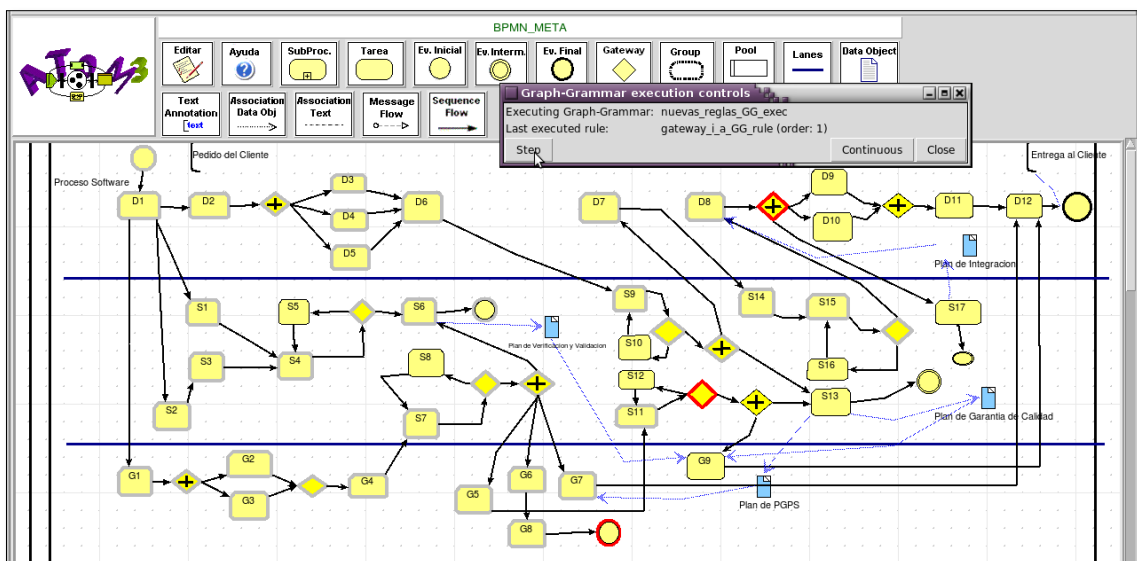 BPMN_META
ATOM3
Editar
Ayuda
SubProc.
Tarea
Ev. Inicial
Ev. Interm.
Ev. Final
Gateway
Group
Pool
Lanes
Data Object
Text
Annotation
text
Association
Data Obj
Association
Text
Message
Flow
Sequence
Flow
Graph-Grammar execution controls
Executing Graph-Grammar: nuevas_reglas_GG_exec
Last executed rule: gateway_i_a_GG_rule (order: 1)
Step
Continuous
Close
Pedido del Cliente
Entrega al Cliente
Proceso Software
D1
D2
D3
D4
D5
D6
D7
D8
D9
D10
D11
D12
Plan de Integracion
S1
S2
S3
S4
S5
S6
Plan de Verificacion y Validacion
S7
S8
S9
S10
S11
S12
S13
S14
S15
S16
S17
Plan de Garantia de Calidad
G1
G2
G3
G4
G5
G6
G7
G8
G9
Plan de PGPS